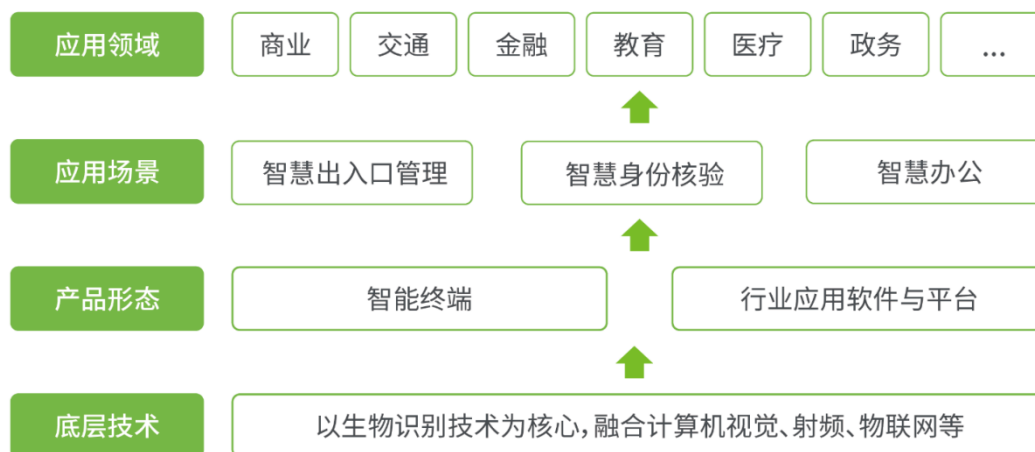 应用领域 商业 交通 金融 教育 医疗 政务 ...
应用场景 智慧出入口管理 智慧身份核验 智慧办公
产品形态 智能终端 行业应用软件与平台
底层技术 以生物识别技术为核心,融合计算机视觉、射频、物联网等